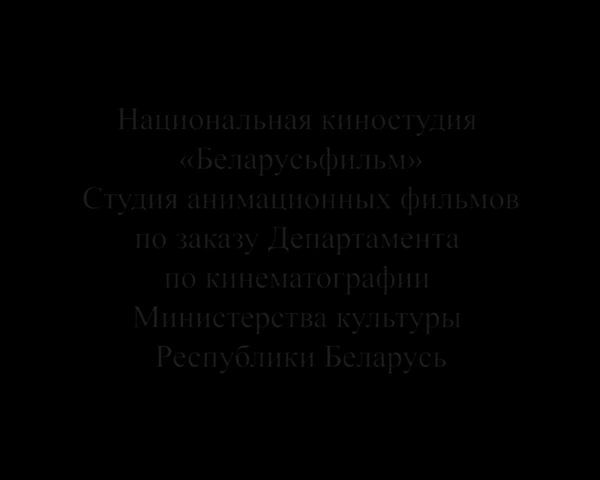 Национальная киностудия
«Беларусьфильм»
Студия анимационных фильмов
по заказу Департамента
по кинематографии
Министерства культуры
Республики Беларусь